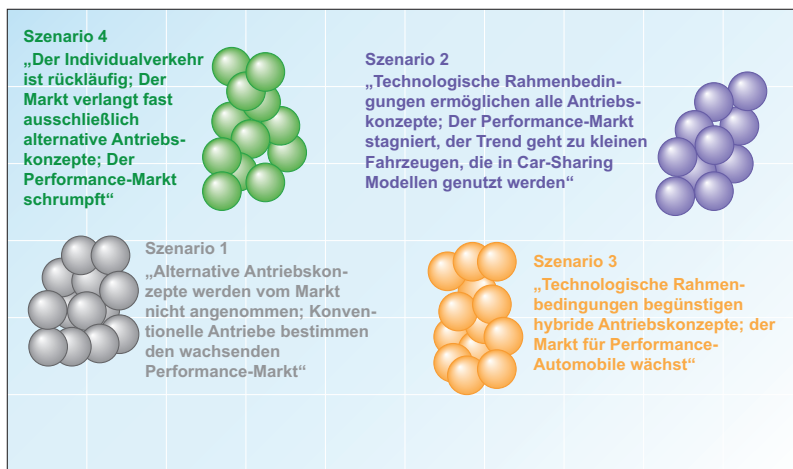 Szenario 4
„Der Individualverkehr
ist rückläufig; Der
Markt verlangt fast
ausschließlich
alternative Antriebs-
konzepte; Der
Performance-Markt
schrumpft“
Szenario 2
„Technologische Rahmenbedin-
gungen ermöglichen alle Antriebs-
konzepte; Der Performance-Markt
stagniert, der Trend geht zu kleinen
Fahrzeugen, die in Car-Sharing
Modellen genutzt werden“
Szenario 1
„Alternative Antriebskon-
zepte werden vom Markt
nicht angenommen; Konven-
tionelle Antriebe bestimmen
den wachsenden
Performance-Markt“
Szenario 3
„Technologische Rahmen-
bedingungen begünstigen
hybride Antriebskonzepte; der
Markt für Performance-
Automobile wächst“